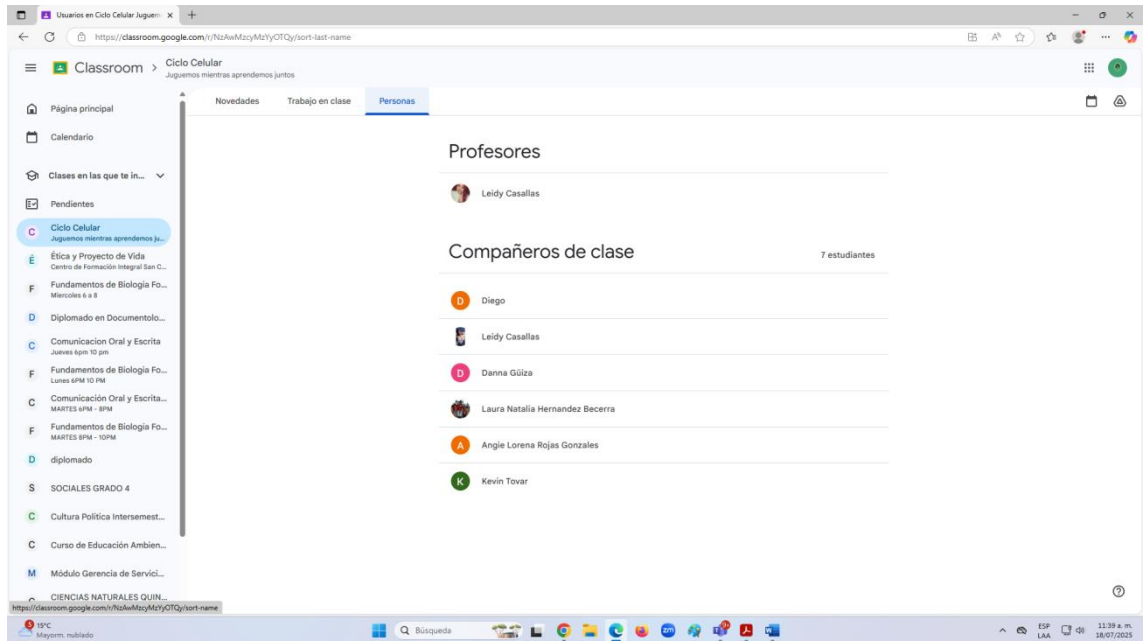 Usuarios en Ciclo Celular Juguem
https://classroom.google.com/r/NzAwMzcyMzYyOTQy/sort-last-name
Classroom
Ciclo Celular
Juguemos mientras aprendemos juntos
Página principal
Calendario
Clases en las que te in...
Pendientes
C
Ciclo Celular
Juguemos mientras aprendemos ju...
É
Ética y Proyecto de Vida
Centro de Formación Integral San C...
F
Fundamentos de Biologia Fo...
Miercoles 6 a 8
D
Diplomado en Documentolo...
C
Comunicacion Oral y Escrita
Jueves 6pm 10 pm
F
Fundamentos de Biologia Fo...
Lunes 6PM 10 PM
C
Comunicación Oral y Escrita...
MARTES 6PM - 8PM
F
Fundamentos de Biologia Fo...
MARTES 8PM - 10PM
D
diplomado
S
SOCIALES GRADO 4
C
Cultura Política Intersemest...
C
Curso de Educación Ambien...
M
Módulo Gerencia de Servici...
CIENCIAS NATURALES QUIN...
Novedades
Trabajo en clase
Personas
Profesores
Leidy Casallas
Compañeros de clase
7 estudiantes
D
Diego
Leidy Casallas
D
Danna Güiza
Laura Natalia Hernandez Becerra
A
Angie Lorena Rojas Gonzales
K
Kevin Tovar
https://classroom.google.com/r/NzAwMzcyMzYyOTQy/sort-name
15°C
Mayorm. nublado
Búsqueda
zm
ESP
LAA
11:39 a. m.
18/07/2024